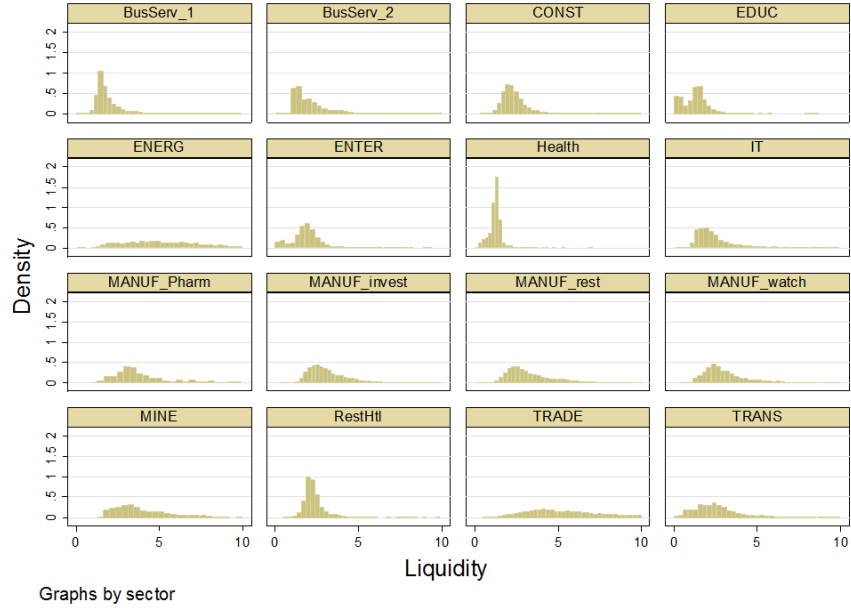 BusServ_1 BusServ_2 CONST EDUC
2
1.5
1
.5
0
ENERG ENTER Health IT
2
1.5
1
.5
0
MANUF_Pharm MANUF_invest MANUF_rest MANUF_watch
2
1.5
1
.5
0
MINE RestHtl TRADE TRANS
2
1.5
1
.5
0
0 5 10 0 5 10 0 5 10 0 5 10
Density
Liquidity
Graphs by sector